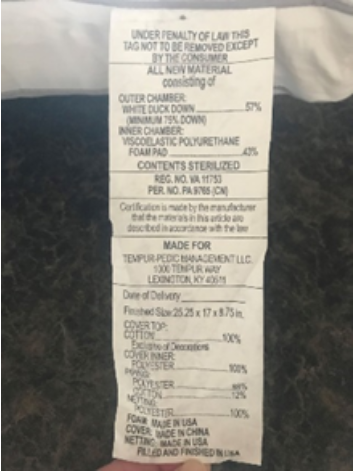 UNDER PENALTY OF LAW THIS
TAG NOT TO BE REMOVED EXCEPT
BY THE CONSUMER
ALL NEW MATERIAL
consisting of
OUTER CHAMBER:
WHITE DUCK DOWN 57%
(MINIMUM 75% DOWN)
INNER CHAMBER:
VISCOELASTIC POLYURETHANE
FOAM PAD 43%
CONTENTS STERILIZED
REG. NO. VA 11753
PER. NO. PA 9765 (CN)
Certification is made by the manufacturer
that the materials in this article are
described in accordance with the law
MADE FOR
TEMPUR-PEDIC MANAGEMENT LLC.
1000 TEMPUR WAY
LEXINGTON, KY 40511
Date of Delivery
Finished Size: 25.25 x 17 x 8.75 in.
COVER TOP:
COTTON 100%
Exclusive of Decorations
COVER INNER:
POLYESTER 100%
PIPING:
POLYESTER 88%
COTTON 12%
NETTING:
POLYESTER 100%
FOAM: MADE IN USA
COVER: MADE IN CHINA
NETTING: MADE IN USA
FILLED AND FINISHED IN USA